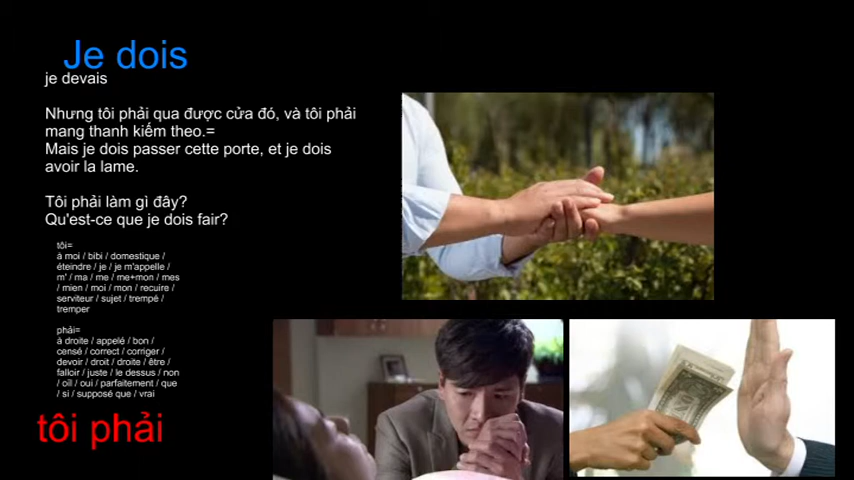 Je dois
je devais
Nhưng tôi phải qua được cửa đó, và tôi phải
mang thanh kiếm theo.=
Mais je dois passer cette porte, et je dois
avoir la lame.
Tôi phải làm gì đây?
Qu'est-ce que je dois fair?
tôi=
à moi / bibi / domestique /
éteindre / je / je m'appelle /
m' / ma / me / me+mon / mes
/ mien / moi / mon / recuire /
serviteur / sujet / trempé /
tremper
phải=
à droite / appelé / bon /
censé / correct / corriger /
devoir / droit / droite / être /
falloir / juste / le dessus / non
/ oïl / oui / parfaitement / que
/ si / supposé que / vrai
tôi phải